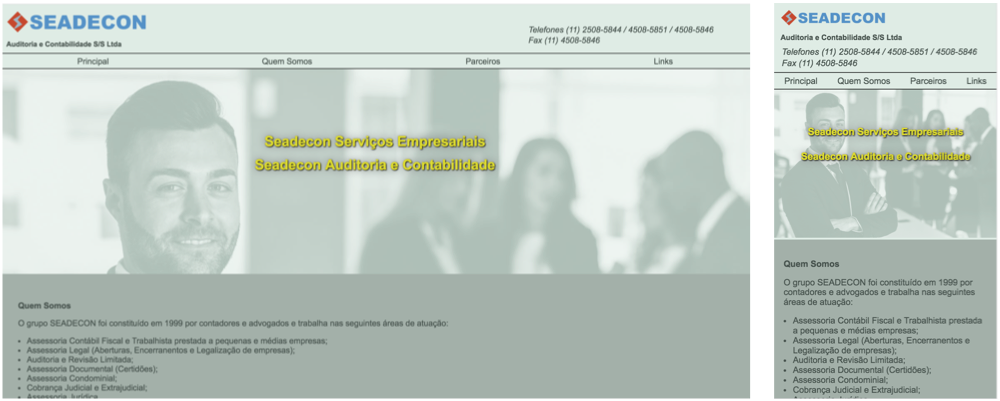 SEADECON
Auditoria e Contabilidade S/S Ltda
Telefones (11) 2508-5844 / 4508-5851 / 4508-5846
Fax (11) 4508-5846
Principal Quem Somos Parceiros Links
Seadecon Serviços Empresariais
Seadecon Auditoria e Contabilidade
Quem Somos
O grupo SEADECON foi constituído em 1999 por contadores e advogados e trabalha nas seguintes áreas de atuação:
• Assessoria Contábil Fiscal e Trabalhista prestada a pequenas e médias empresas;
• Assessoria Legal (Aberturas, Encerranentos e Legalização de empresas);
• Auditoria e Revisão Limitada;
• Assessoria Documental (Certidões);
• Assessoria Condominial;
• Cobrança Judicial e Extrajudicial;
• Assessoria Jurídica
SEADECON
Auditoria e Contabilidade S/S Ltda
Telefones (11) 2508-5844 / 4508-5851 / 4508-5846
Fax (11) 4508-5846
Principal Quem Somos Parceiros Links
Seadecon Serviços Empresariais
Seadecon Auditoria e Contabilidade
Quem Somos
O grupo SEADECON foi constituído em 1999 por
contadores e advogados e trabalha nas seguintes
áreas de atuação:
• Assessoria Contábil Fiscal e Trabalhista prestada
a pequenas e médias empresas;
• Assessoria Legal (Aberturas, Encerranentos e
Legalização de empresas);
• Auditoria e Revisão Limitada;
• Assessoria Documental (Certidões);
• Assessoria Condominial;
• Cobrança Judicial e Extrajudicial;